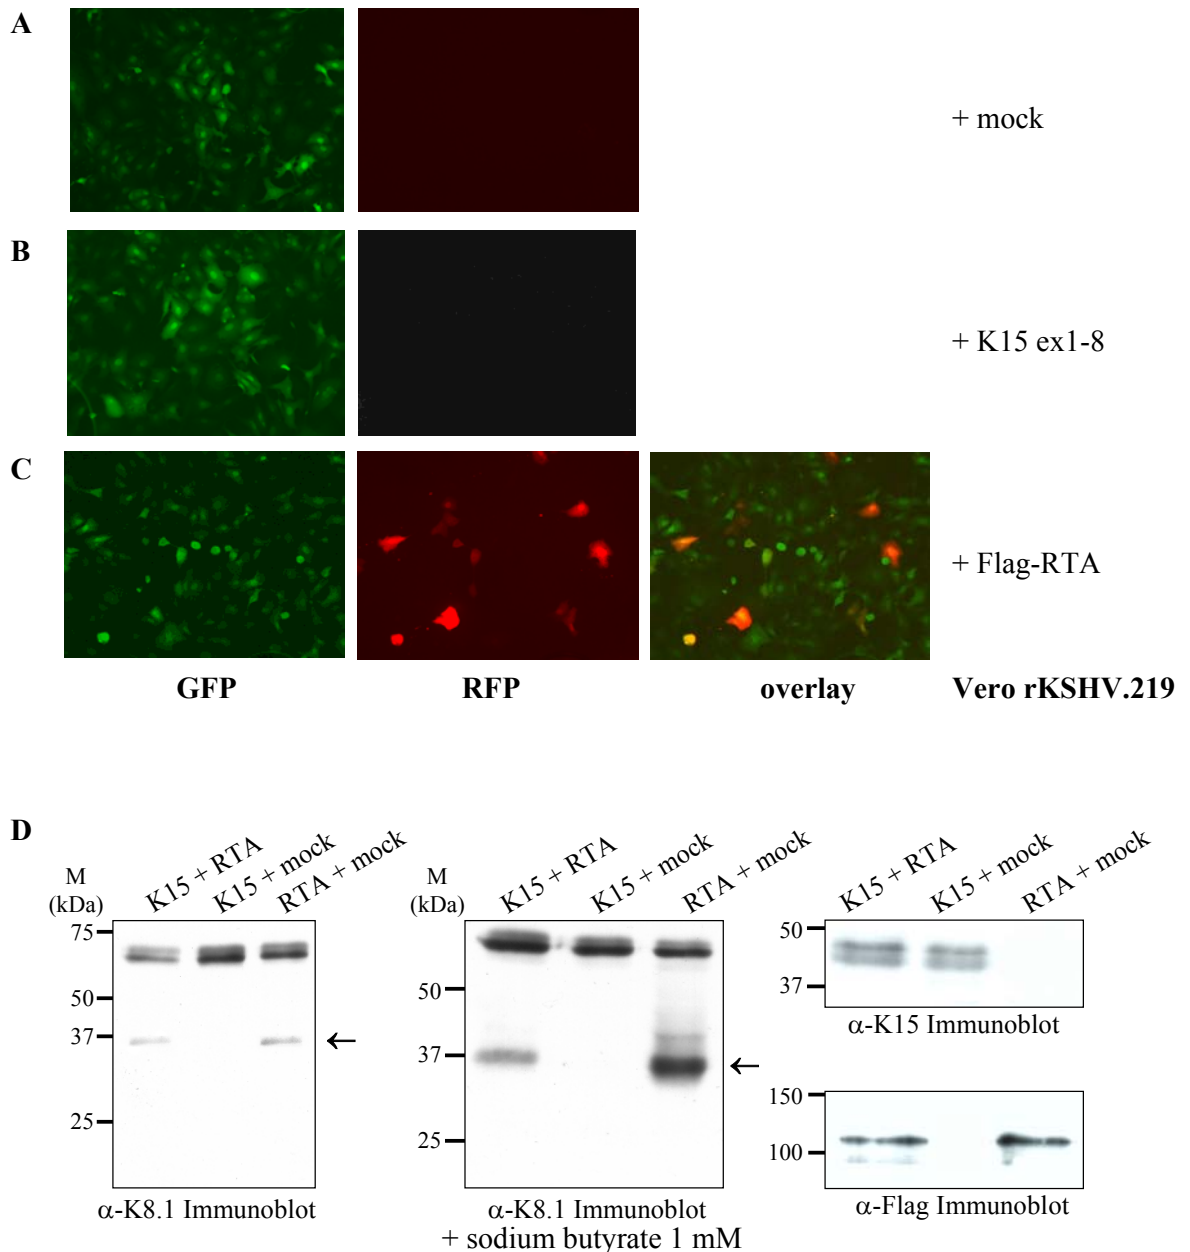 A
+ mock
B
+ K15 ex1-8
C
+ Flag-RTA
GFP
RFP
overlay
Vero rKSHV.219
D
M
(kDa)
K15 + RTA
K15 + mock
RTA + mock
75
50
37
25
α-K8.1 Immunoblot
M
(kDa)
K15 + RTA
K15 + mock
RTA + mock
50
37
25
α-K8.1 Immunoblot
+ sodium butyrate 1 mM
K15 + RTA
K15 + mock
RTA + mock
50
37
α-K15 Immunoblot
150
100
α-Flag Immunoblot